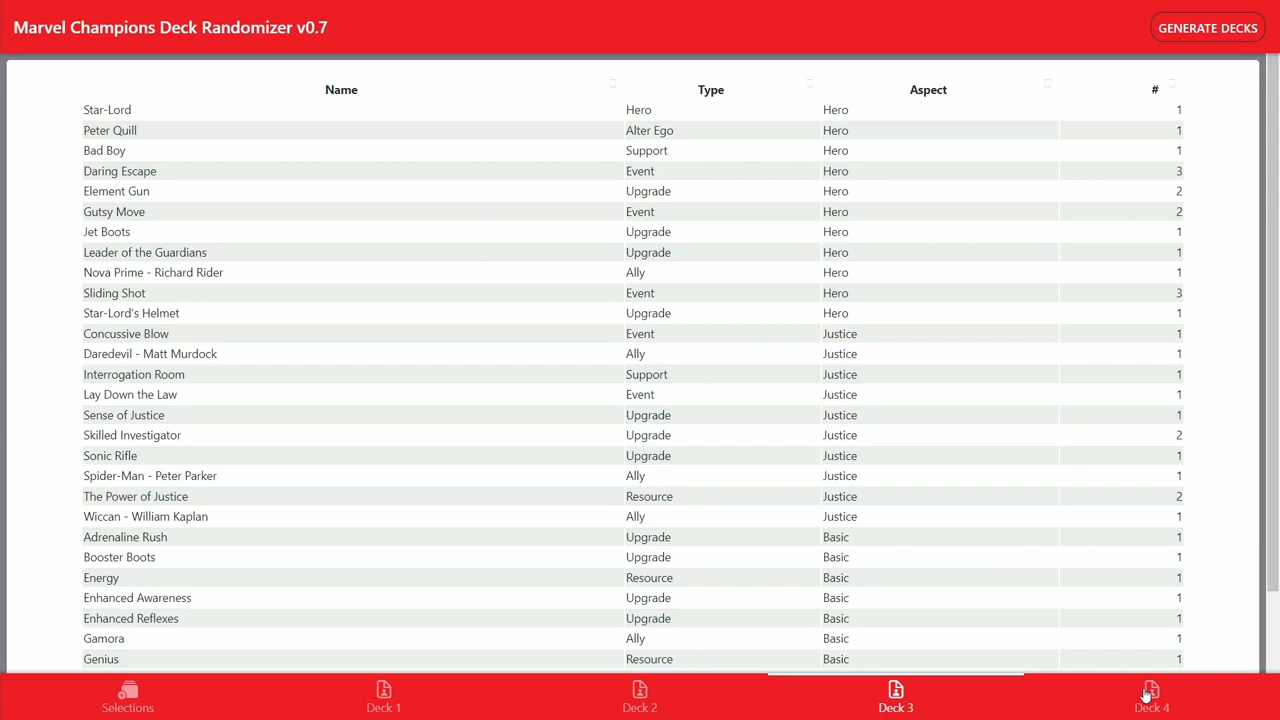 Marvel Champions Deck Randomizer v0.7
GENERATE DECKS
Name Type Aspect #
Star-Lord Hero Hero 1
Peter Quill Alter Ego Hero 1
Bad Boy Support Hero 1
Daring Escape Event Hero 3
Element Gun Upgrade Hero 2
Gutsy Move Event Hero 2
Jet Boots Upgrade Hero 1
Leader of the Guardians Upgrade Hero 1
Nova Prime - Richard Rider Ally Hero 1
Sliding Shot Event Hero 3
Star-Lord's Helmet Upgrade Hero 1
Concussive Blow Event Justice 1
Daredevil - Matt Murdock Ally Justice 1
Interrogation Room Support Justice 1
Lay Down the Law Event Justice 1
Sense of Justice Upgrade Justice 1
Skilled Investigator Upgrade Justice 2
Sonic Rifle Upgrade Justice 1
Spider-Man - Peter Parker Ally Justice 1
The Power of Justice Resource Justice 2
Wiccan - William Kaplan Ally Justice 1
Adrenaline Rush Upgrade Basic 1
Booster Boots Upgrade Basic 1
Energy Resource Basic 1
Enhanced Awareness Upgrade Basic 1
Enhanced Reflexes Upgrade Basic 1
Gamora Ally Basic 1
Genius Resource Basic 1
Selections Deck 1 Deck 2 Deck 3 Deck 4